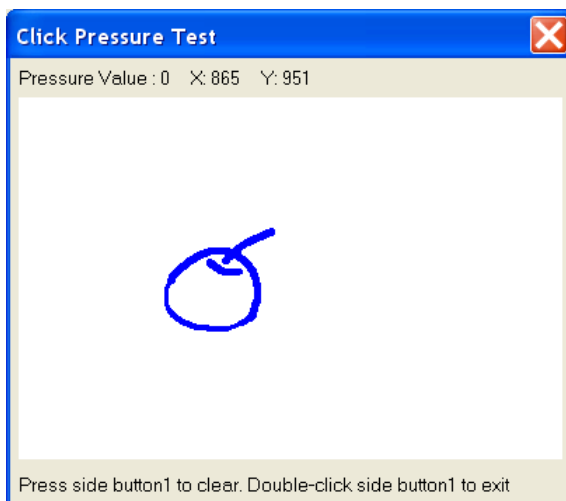 Click Pressure Test
Pressure Value : 0 X: 865 Y: 951
Press side button1 to clear. Double-click side button1 to exit